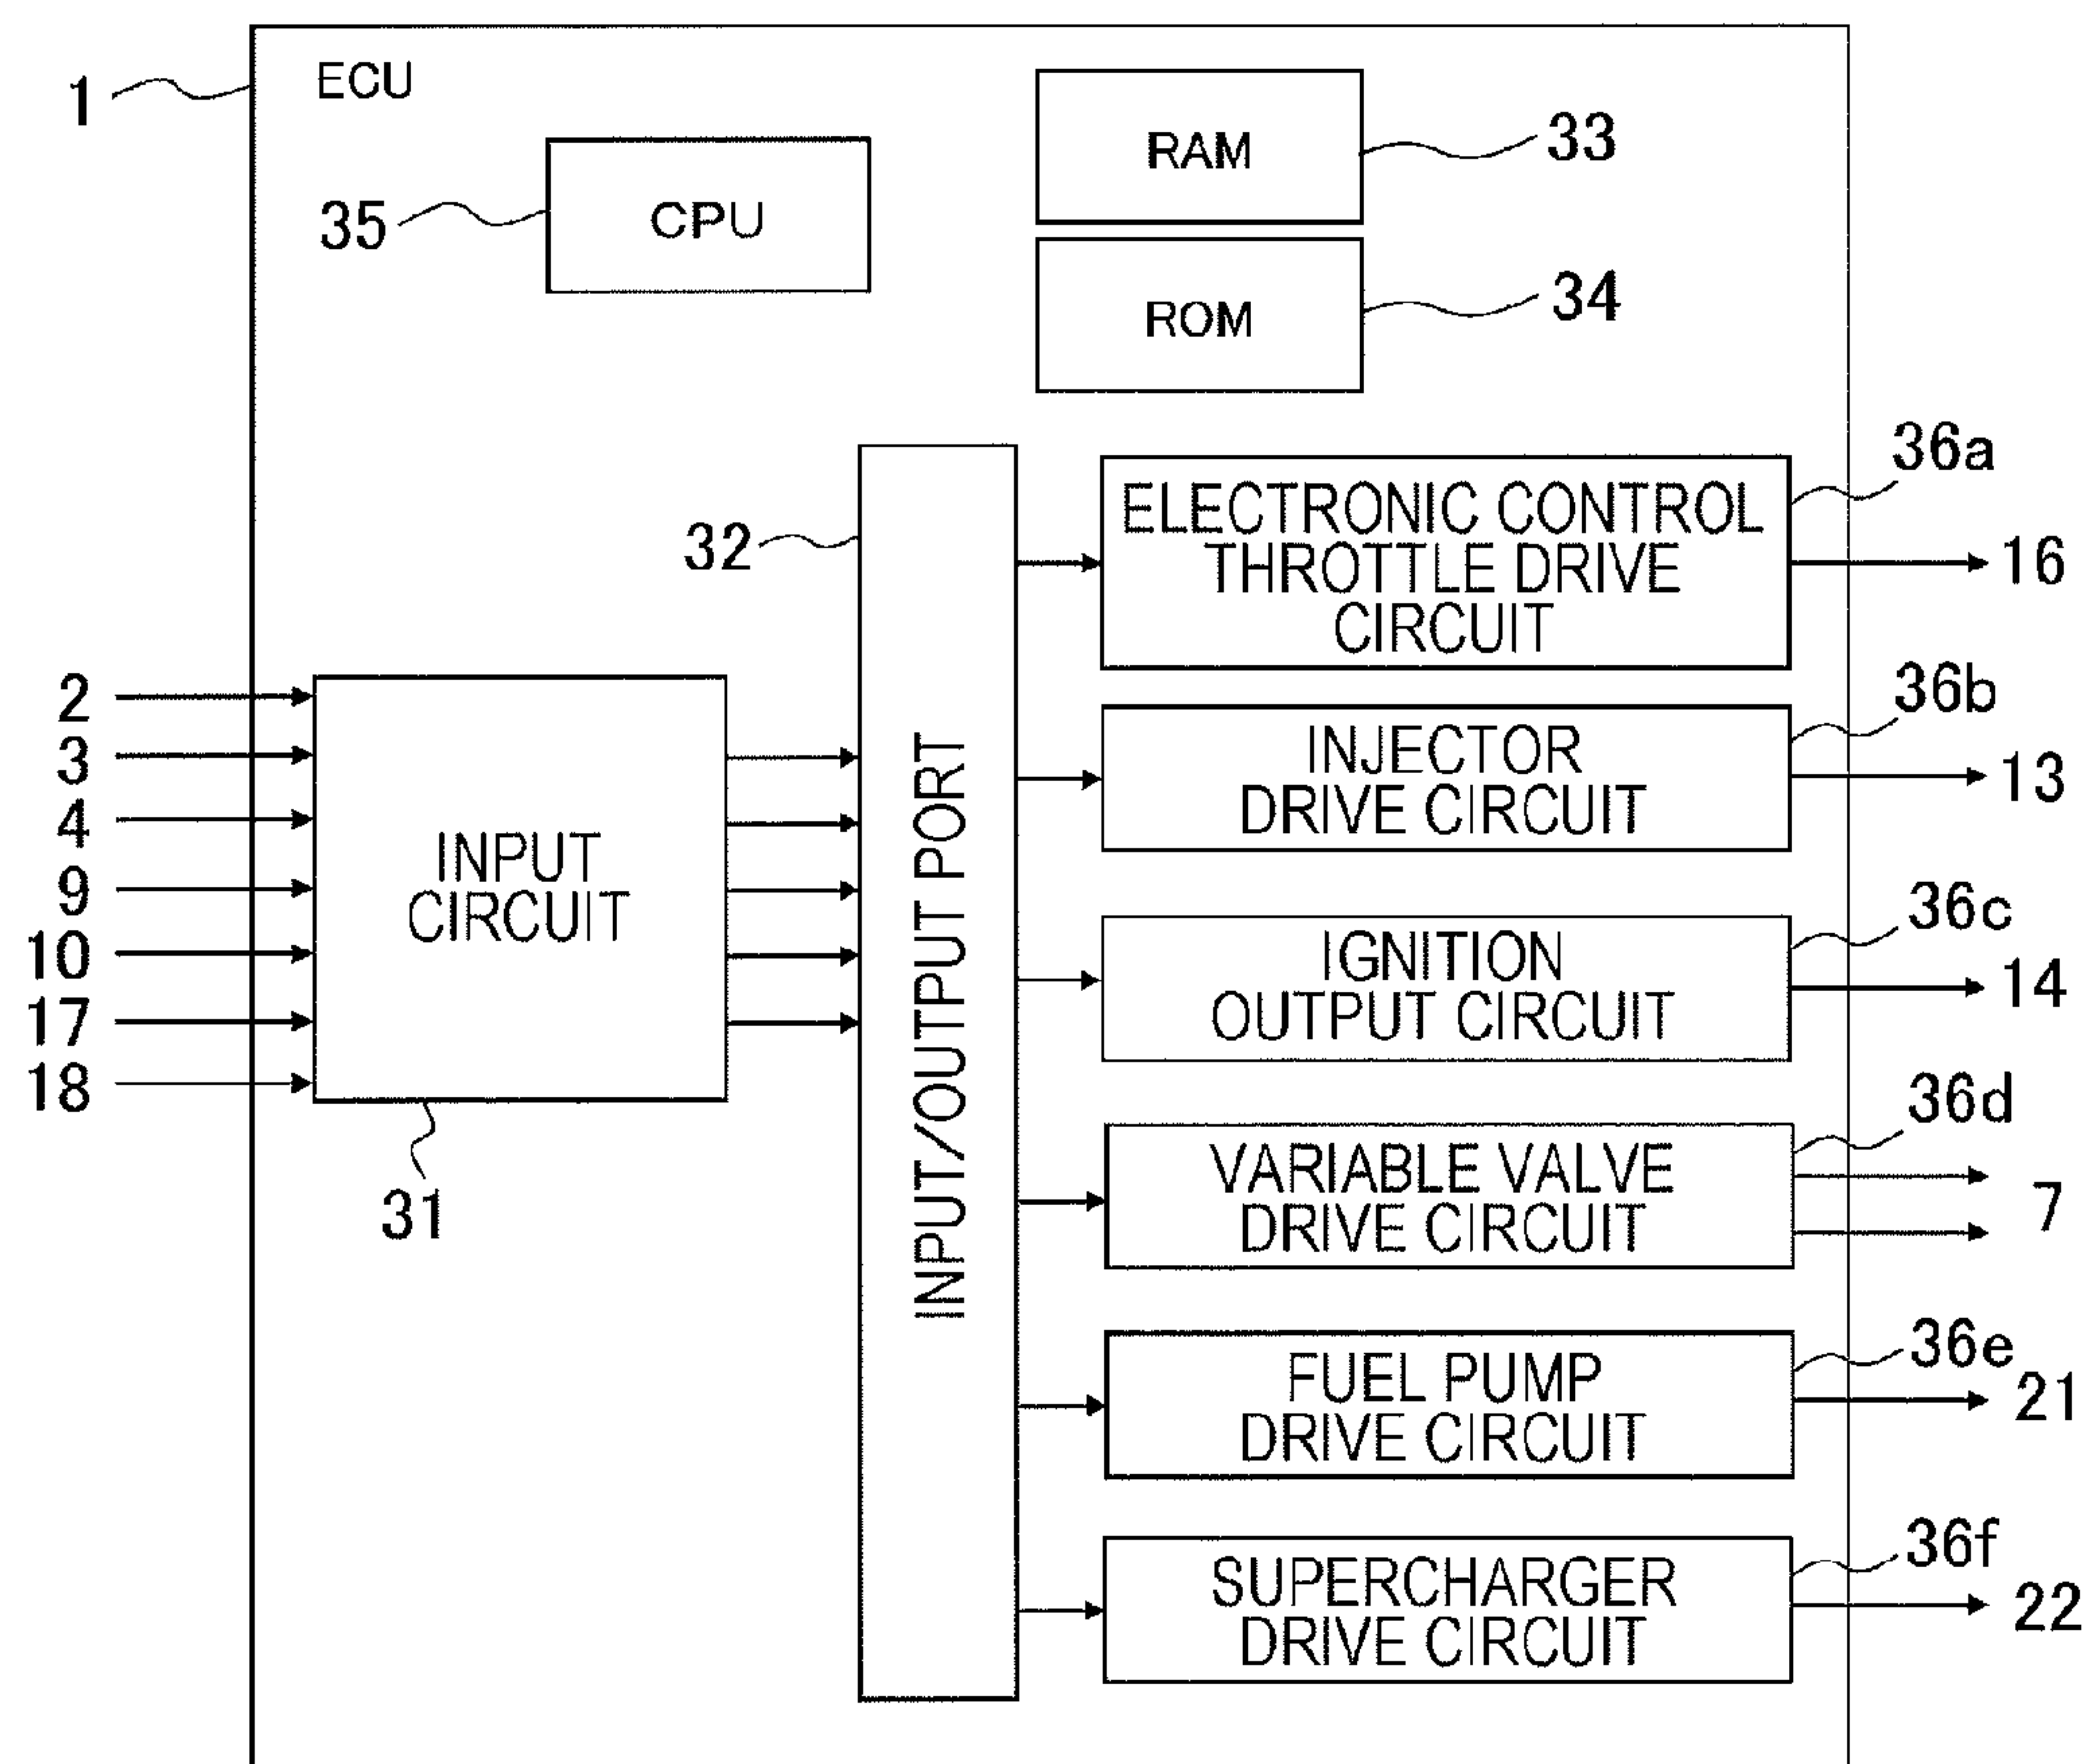 1
ECU
RAM
33
35
CPU
ROM
34
32
36a
ELECTRONIC CONTROL
THROTTLE DRIVE
CIRCUIT
16
2
3
4
9
10
17
18
INPUT
CIRCUIT
31
INPUT/OUTPUT PORT
36b
INJECTOR
DRIVE CIRCUIT
13
36c
IGNITION
OUTPUT CIRCUIT
14
36d
VARIABLE VALVE
DRIVE CIRCUIT
7
36e
FUEL PUMP
DRIVE CIRCUIT
21
36f
SUPERCHARGER
DRIVE CIRCUIT
22